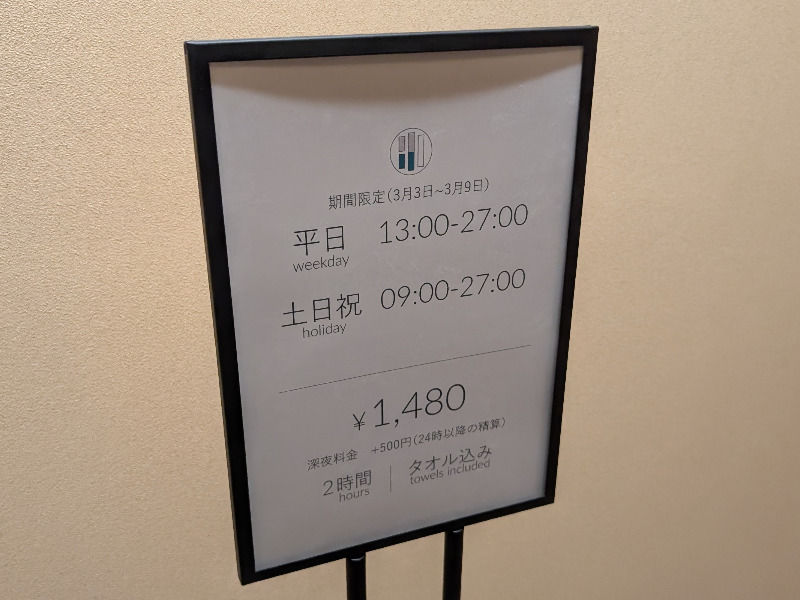 期間限定(3月3日~3月9日)
平日 13:00-27:00
weekday
土日祝 09:00-27:00
holiday
¥1,480
深夜料金 +500円(24時以降の精算)
2時間 タオル込み
hours towels included